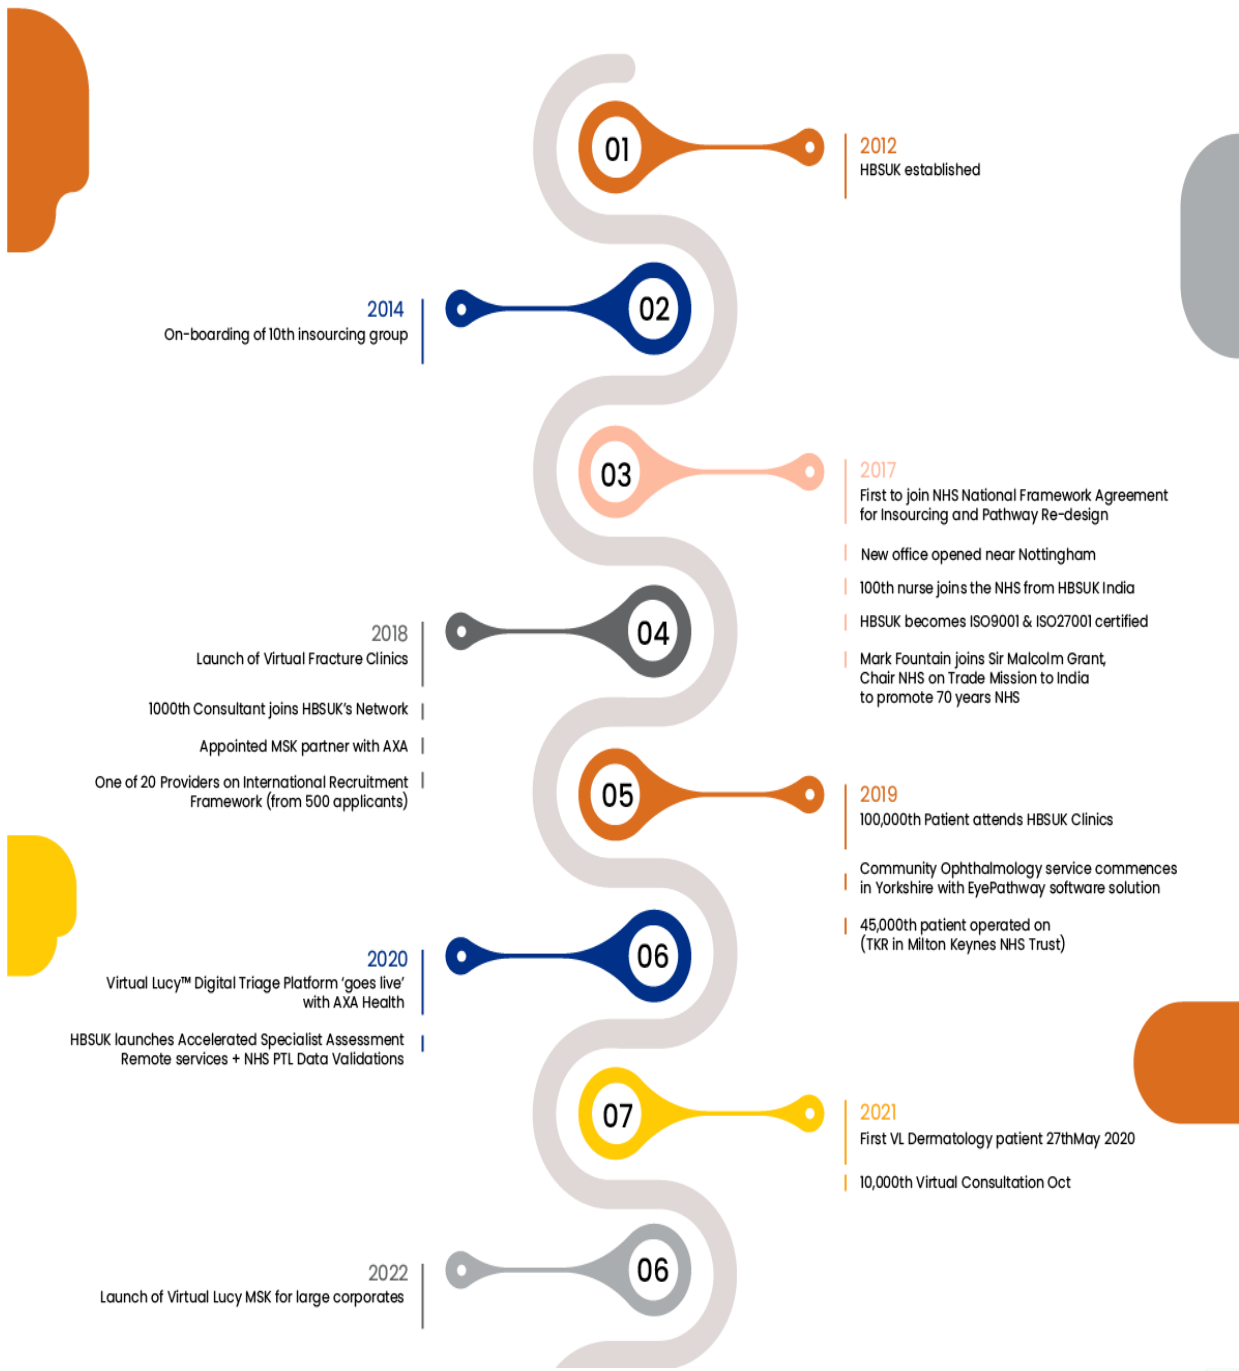 01
2012
HBSUK established
02
2014
On-boarding of 10th insourcing group
03
2017
First to join NHS National Framework Agreement
for Insourcing and Pathway Re-design
New office opened near Nottingham
100th nurse joins the NHS from HBSUK India
HBSUK becomes ISO9001 & ISO27001 certified
Mark Fountain joins Sir Malcolm Grant,
Chair NHS on Trade Mission to India
to promote 70 years NHS
04
2018
Launch of Virtual Fracture Clinics
1000th Consultant joins HBSUK's Network
Appointed MSK partner with AXA
One of 20 Providers on International Recruitment
Framework (from 500 applicants)
05
2019
100,000th Patient attends HBSUK Clinics
Community Ophthalmology service commences
in Yorkshire with EyePathway software solution
45,000th patient operated on
(TKR in Milton Keynes NHS Trust)
06
2020
Virtual Lucy™ Digital Triage Platform ‘goes live’
with AXA Health
HBSUK launches Accelerated Specialist Assessment
Remote services + NHS PTL Data Validations
07
2021
First VL Dermatology patient 27thMay 2020
10,000th Virtual Consultation Oct
06
2022
Launch of Virtual Lucy MSK for large corporates